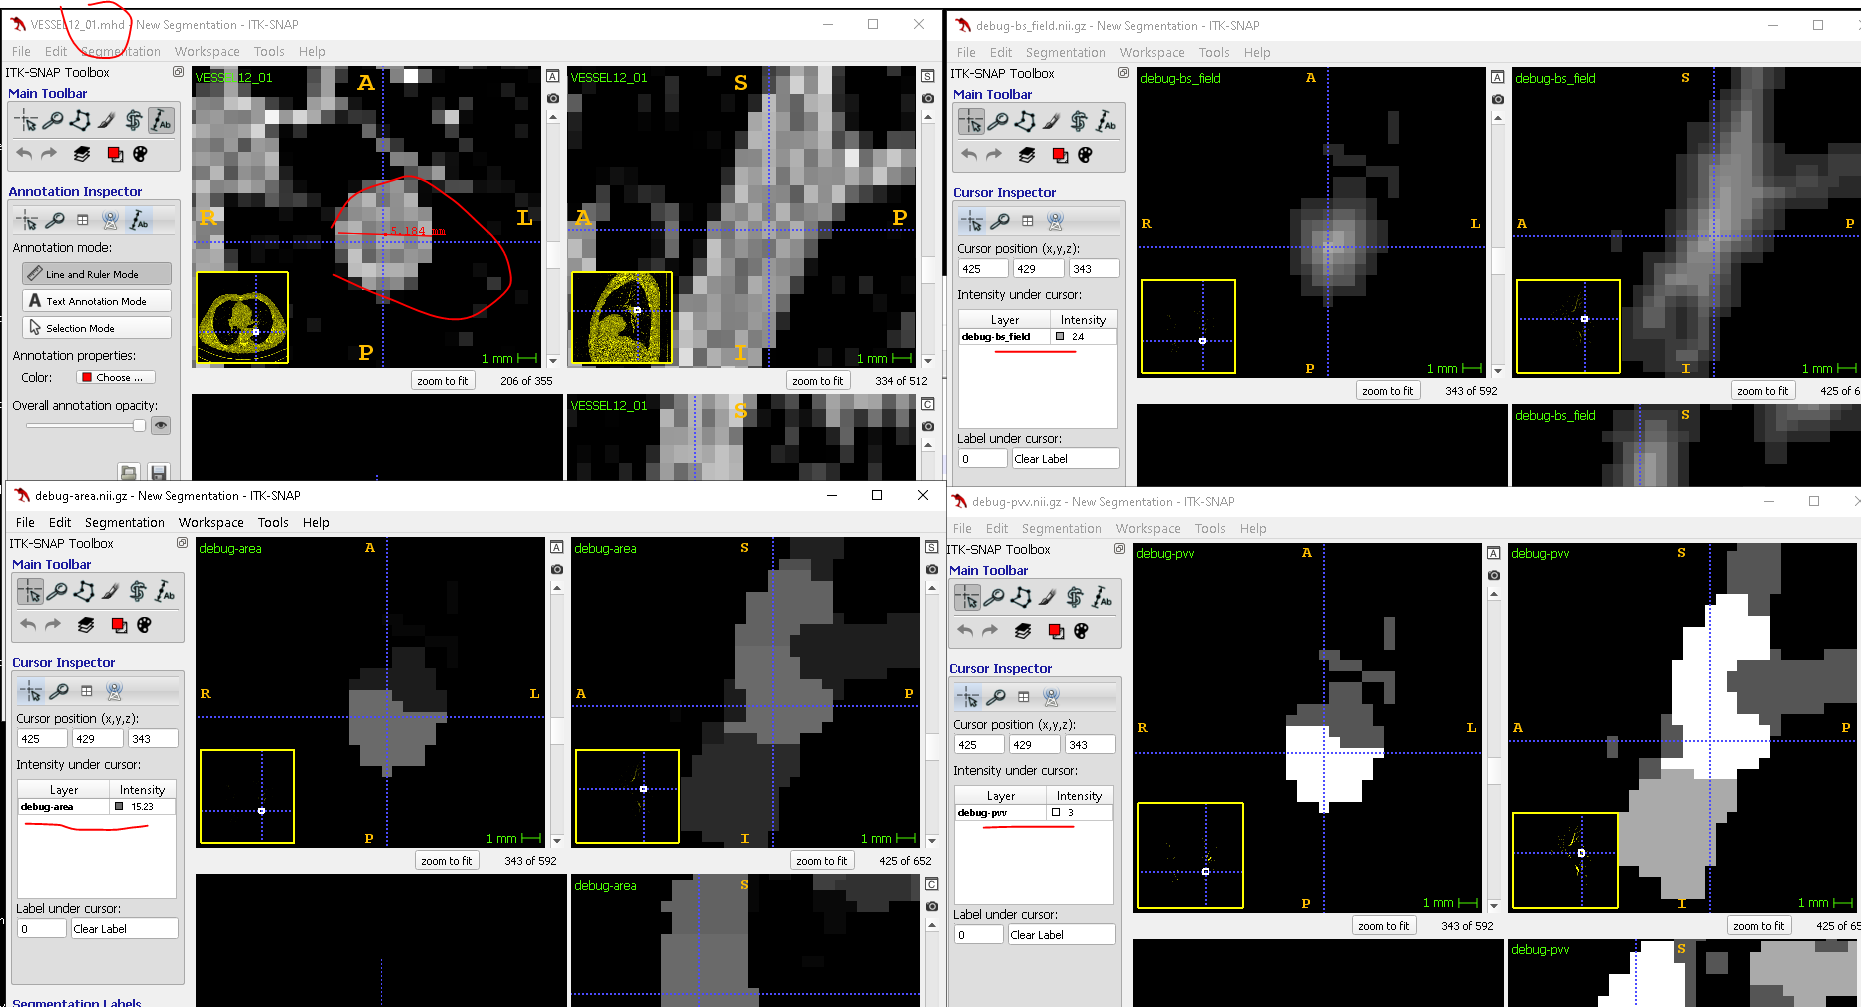 VESSEL12_01.mhd - New Segmentation - ITK-SNAP
File Edit Segmentation Workspace Tools Help
ITK-SNAP Toolbox
Main Toolbar
Annotation Inspector
Annotation mode:
Line and Ruler Mode
A Text Annotation Mode
Selection Mode
Annotation properties:
Color: Choose ...
Overall annotation opacity:
VESSEL12_01
A
R
L
P
5.184 mm
1 mm
zoom to fit
206 of 355
A
VESSEL12_01
S
A
P
I
1 mm
zoom to fit
334 of 512
S
VESSEL12_01
S
C
debug-bs_field.nii.gz - New Segmentation - ITK-SNAP
File Edit Segmentation Workspace Tools Help
ITK-SNAP Toolbox
Main Toolbar
Cursor Inspector
Cursor position (x,y,z):
425 429 343
Intensity under cursor:
Layer Intensity
debug-bs_field 2.4
Label under cursor:
0 Clear Label
debug-bs_field
A
R
L
P
1 mm
zoom to fit
343 of 592
A
debug-bs_field
S
A
P
I
1 mm
zoom to fit
425 of 6
debug-bs_field
S
debug-area.nii.gz - New Segmentation - ITK-SNAP
File Edit Segmentation Workspace Tools Help
ITK-SNAP Toolbox
Main Toolbar
Cursor Inspector
Cursor position (x,y,z):
425 429 343
Intensity under cursor:
Layer Intensity
debug-area 15.23
Label under cursor:
0 Clear Label
Segmentation Labels
debug-area
A
R
L
P
1 mm
zoom to fit
343 of 592
A
debug-area
S
A
P
I
1 mm
zoom to fit
425 of 652
S
debug-area
S
C
debug-pvv.nii.gz - New Segmentation - ITK-SNAP
File Edit Segmentation Workspace Tools Help
ITK-SNAP Toolbox
Main Toolbar
Cursor Inspector
Cursor position (x,y,z):
425 429 343
Intensity under cursor:
Layer Intensity
debug-pvv 3
Label under cursor:
0 Clear Label
debug-pvv
A
R
L
P
1 mm
zoom to fit
343 of 592
A
debug-pvv
S
A
P
I
1 mm
zoom to fit
425 of 65
debug-pvv
S